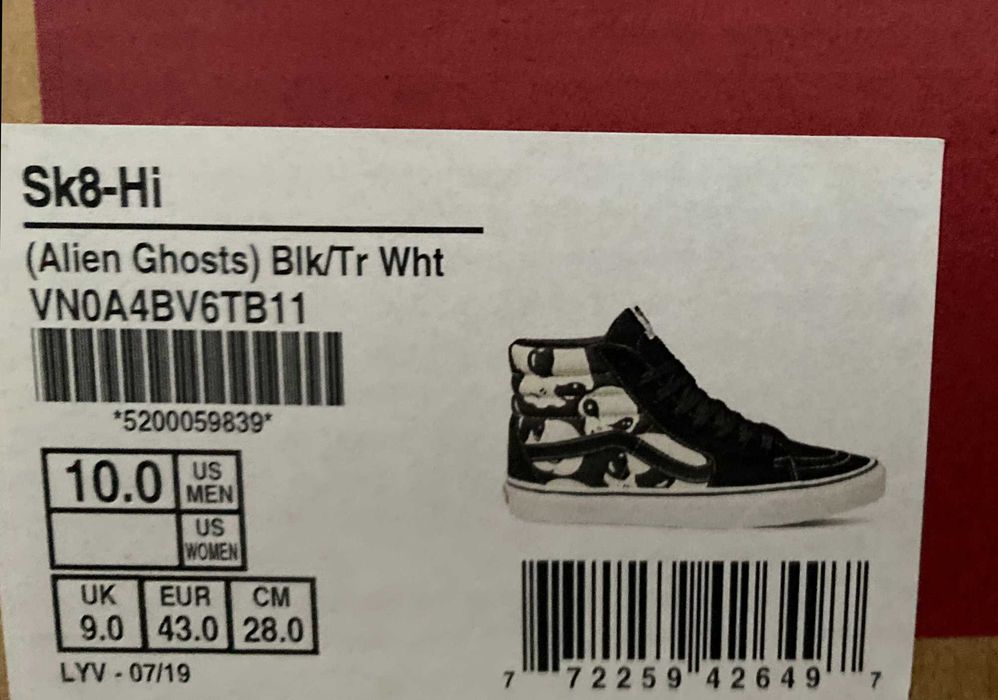 Sk8-Hi
(Alien Ghosts) Blk/Tr Wht
VN0A4BV6TB11
*5200059839*
10.0 US MEN
US WOMEN
UK EUR CM
9.0 43.0 28.0
LYV - 07/19
7 72259 42649 7